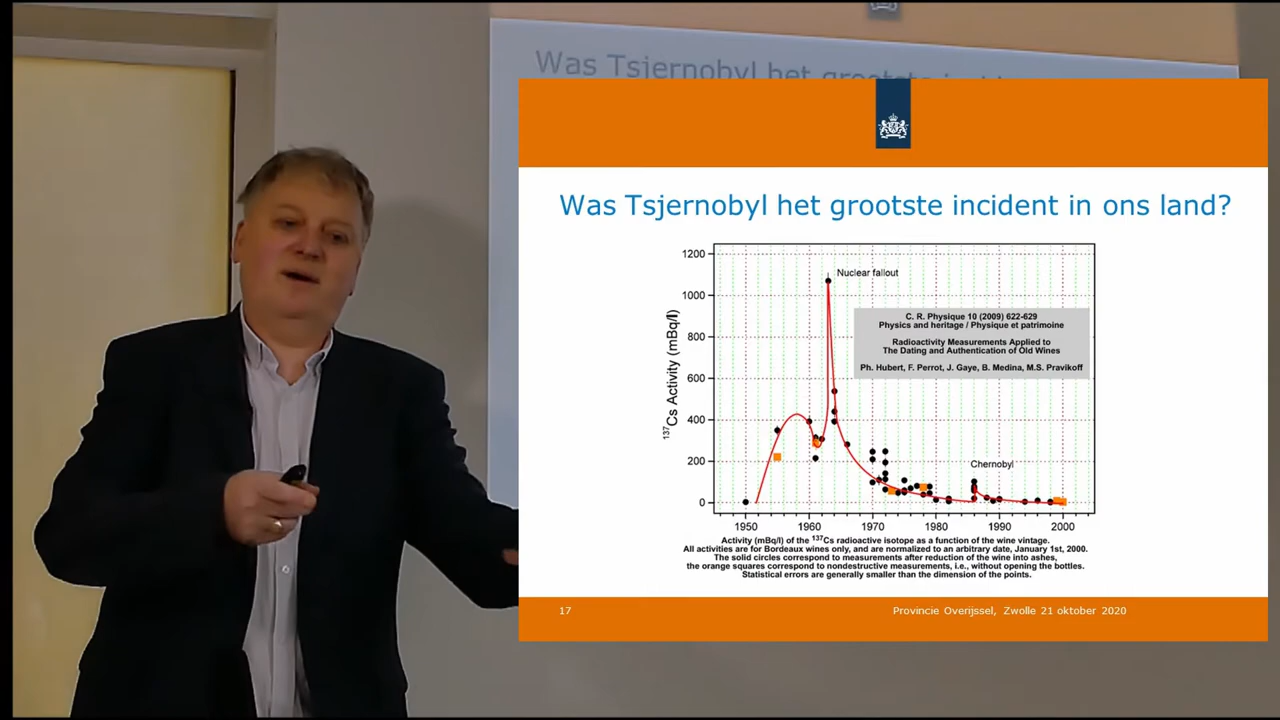 Was Tsjernobyl het grootste
Was Tsjernobyl het grootste incident in ons land?
Nuclear fallout
C. R. Physique 10 (2009) 622-629
Physics and heritage / Physique et patrimoine
Radioactivity Measurements Applied to
The Dating and Authentication of Old Wines
Ph. Hubert, F. Perrot, J. Gaye, B. Medina, M.S. Pravikoff
Chernobyl
137Cs Activity (mBq/l)
1200
1000
800
600
400
200
0
1950 1960 1970 1980 1990 2000
Activity (mBq/l) of the 137Cs radioactive isotope as a function of the wine vintage.
All activities are for Bordeaux wines only, and are normalized to an arbitrary date, January 1st, 2000.
The solid circles correspond to measurements after reduction of the wine into ashes,
the orange squares correspond to nondestructive measurements, i.e., without opening the bottles.
Statistical errors are generally smaller than the dimension of the points.
17 Provincie Overijssel, Zwolle 21 oktober 2020